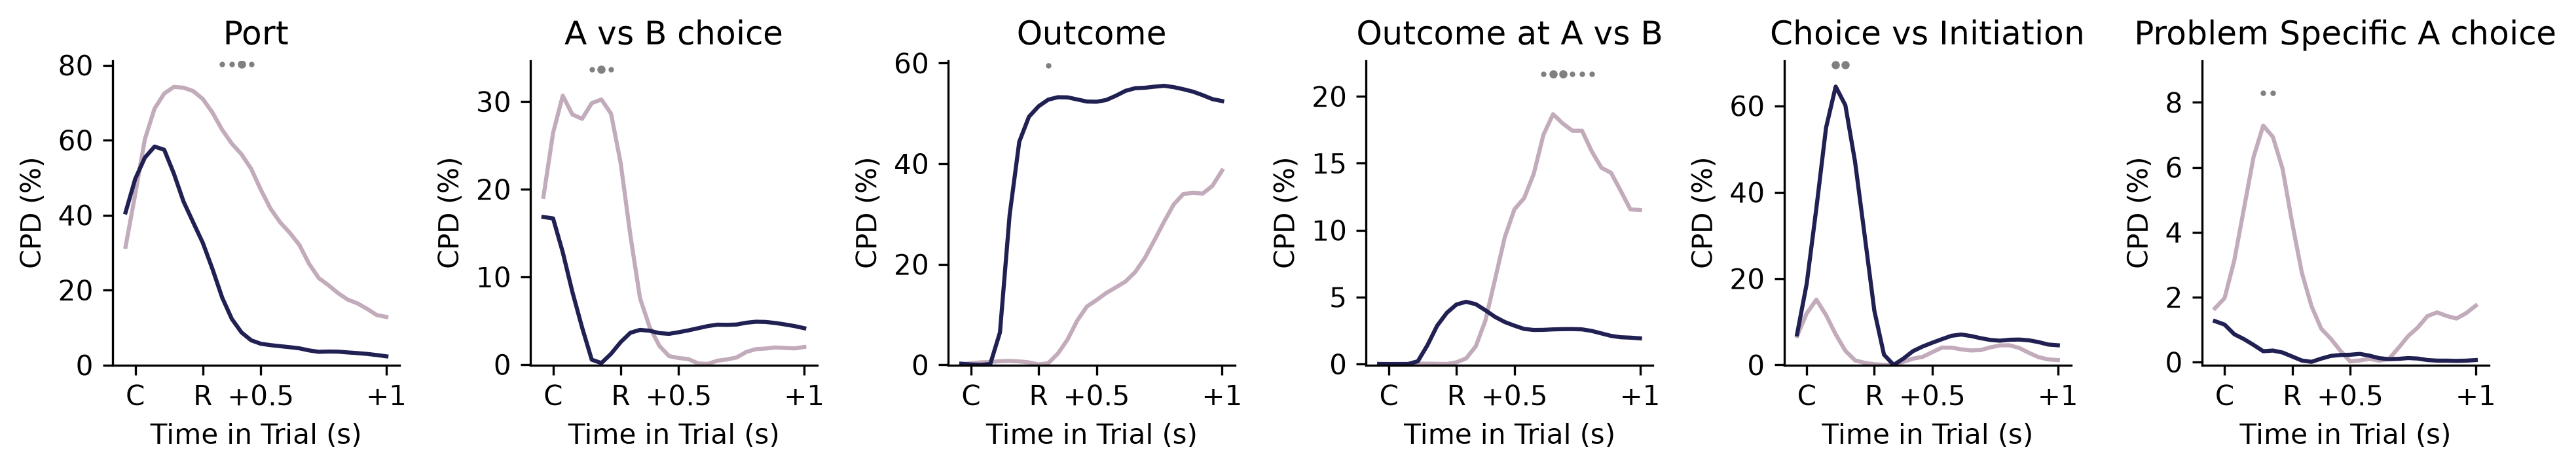 Port
A vs B choice
Outcome
Outcome at A vs B
Choice vs Initiation
Problem Specific A choice
CPD (%)
80
60
40
20
0
C R +0.5 +1
Time in Trial (s)
CPD (%)
30
20
10
0
C R +0.5 +1
Time in Trial (s)
CPD (%)
60
40
20
0
C R +0.5 +1
Time in Trial (s)
CPD (%)
20
15
10
5
0
C R +0.5 +1
Time in Trial (s)
CPD (%)
60
40
20
0
C R +0.5 +1
Time in Trial (s)
CPD (%)
8
6
4
2
0
C R +0.5 +1
Time in Trial (s)